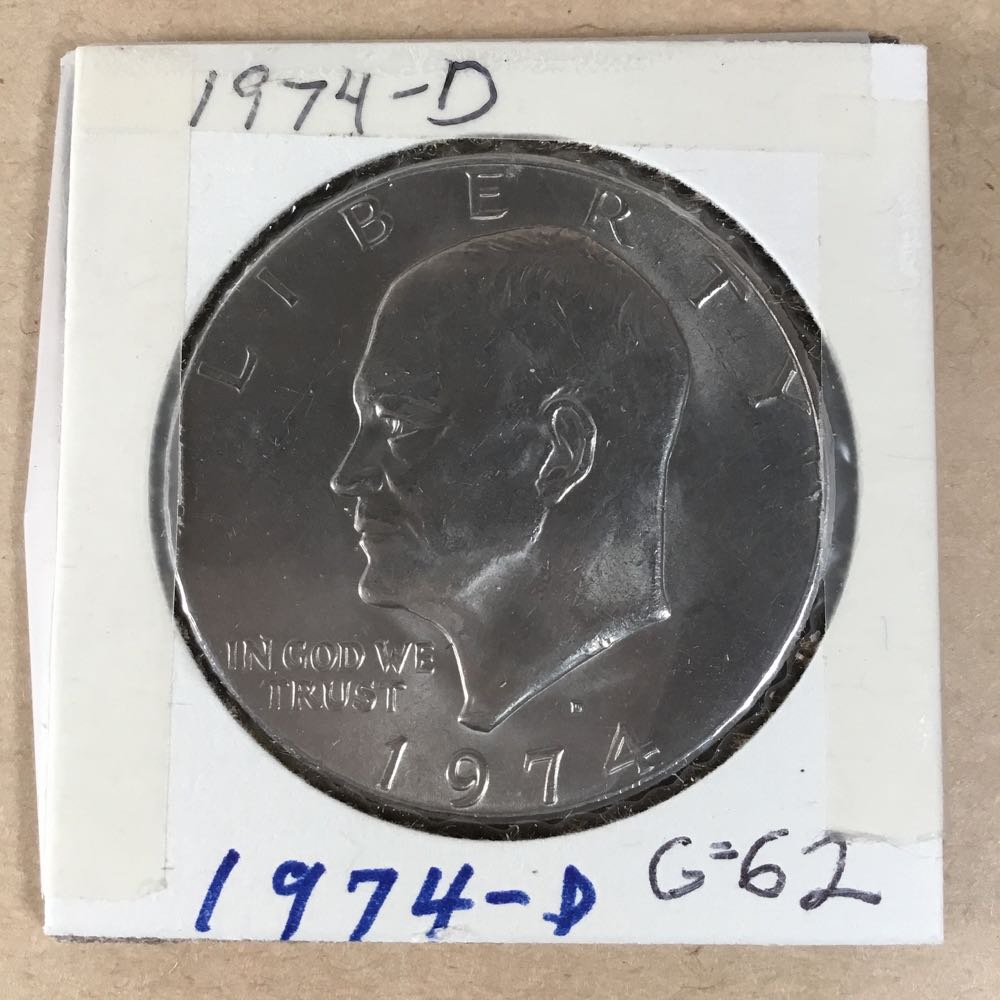 1974-D
LIBERTY
IN GOD WE
TRUST
D
1974
1974-D
G=62